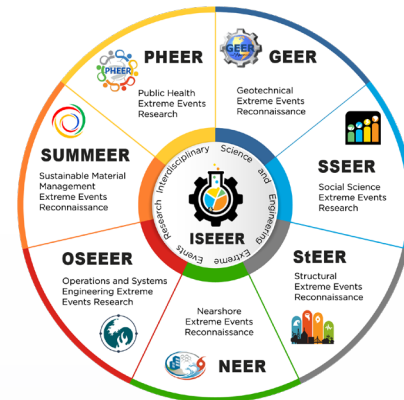 PHEER
PHEER
Public Health
Extreme Events
Research
GEER
GEER
Geotechnical
Extreme Events
Reconnaissance
SUMMEER
Sustainable Material
Management
Extreme Events
Reconnaissance
SSEER
Social Science
Extreme Events
Research
Interdisciplinary Science and Engineering Extreme Events Research
ISEEER
OSEEER
Operations and Systems
Engineering Extreme
Events Research
StEER
Structural
Extreme Events
Reconnaissance
Nearshore
Extreme Events
Reconnaissance
NEER